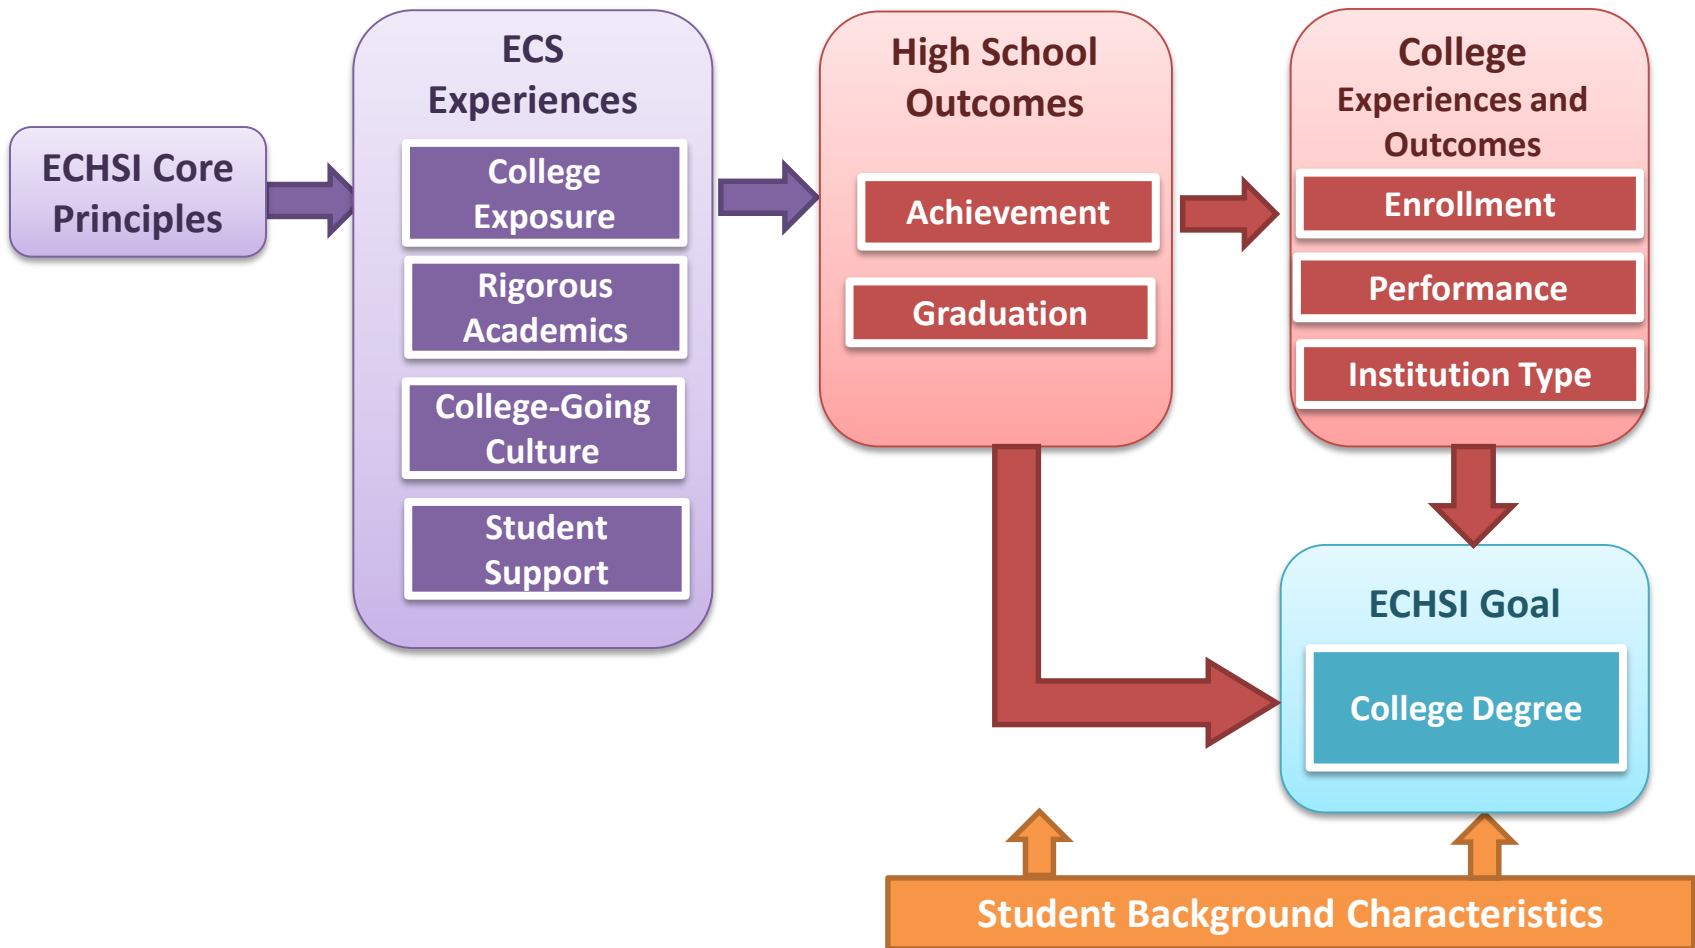 ECHSI Core
Principles
ECS
Experiences
College
Exposure
Rigorous
Academics
College-Going
Culture
Student
Support
High School
Outcomes
Achievement
Graduation
College
Experiences and
Outcomes
Enrollment
Performance
Institution Type
ECHSI Goal
College Degree
Student Background Characteristics